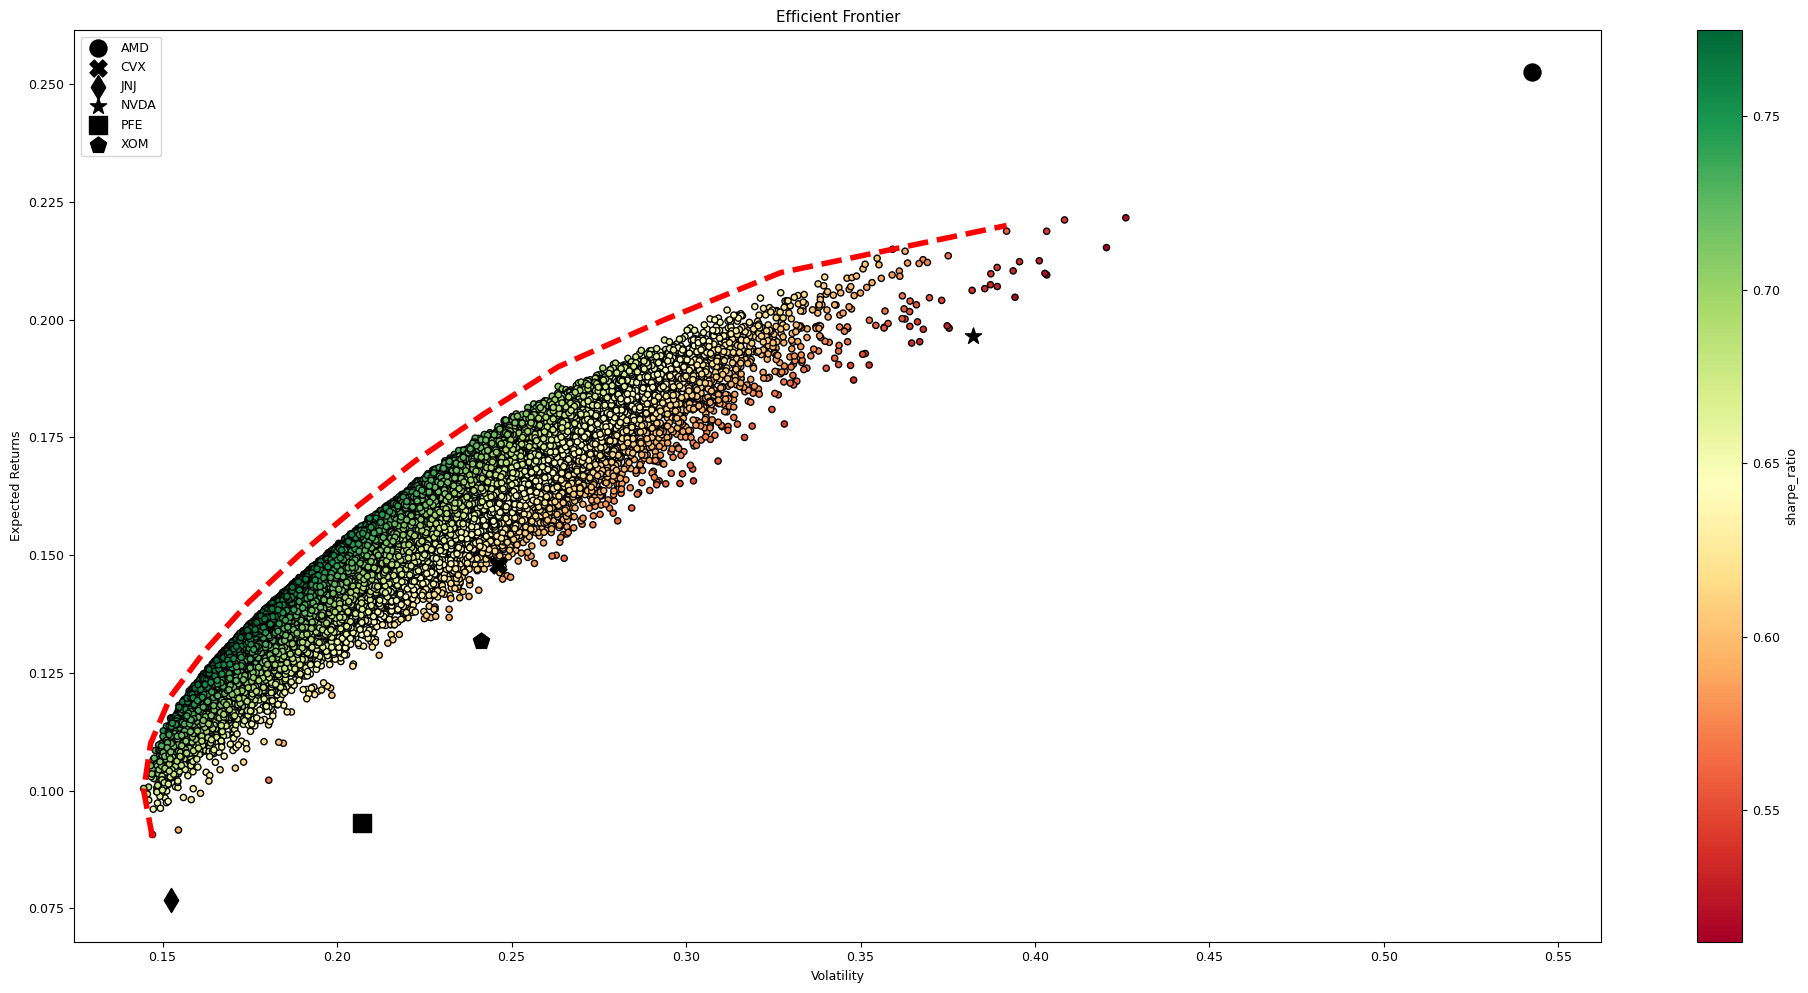 Efficient Frontier
AMD
CVX
JNJ
NVDA
PFE
XOM
0.250
0.225
0.200
0.175
0.150
0.125
0.100
0.075
Expected Returns
0.15 0.20 0.25 0.30 0.35 0.40 0.45 0.50 0.55
Volatility
0.75
0.70
0.65
0.60
0.55
sharpe_ratio